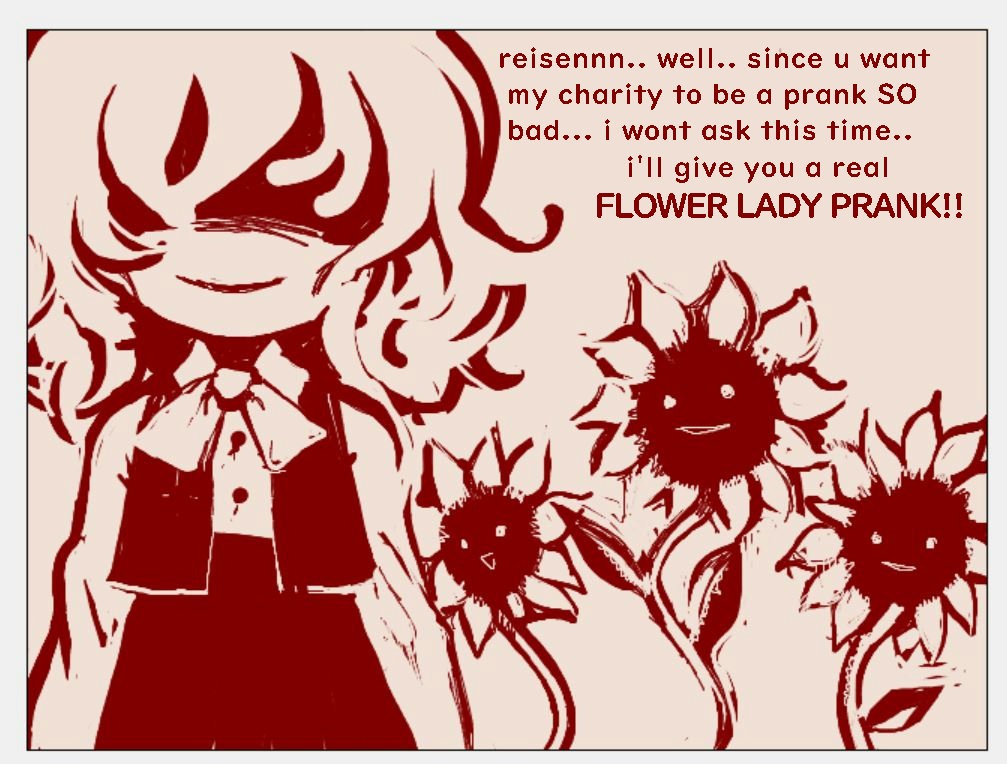 reisennn.. well.. since u want
my charity to be a prank SO
bad... i wont ask this time..
i'll give you a real
FLOWER LADY PRANK!!